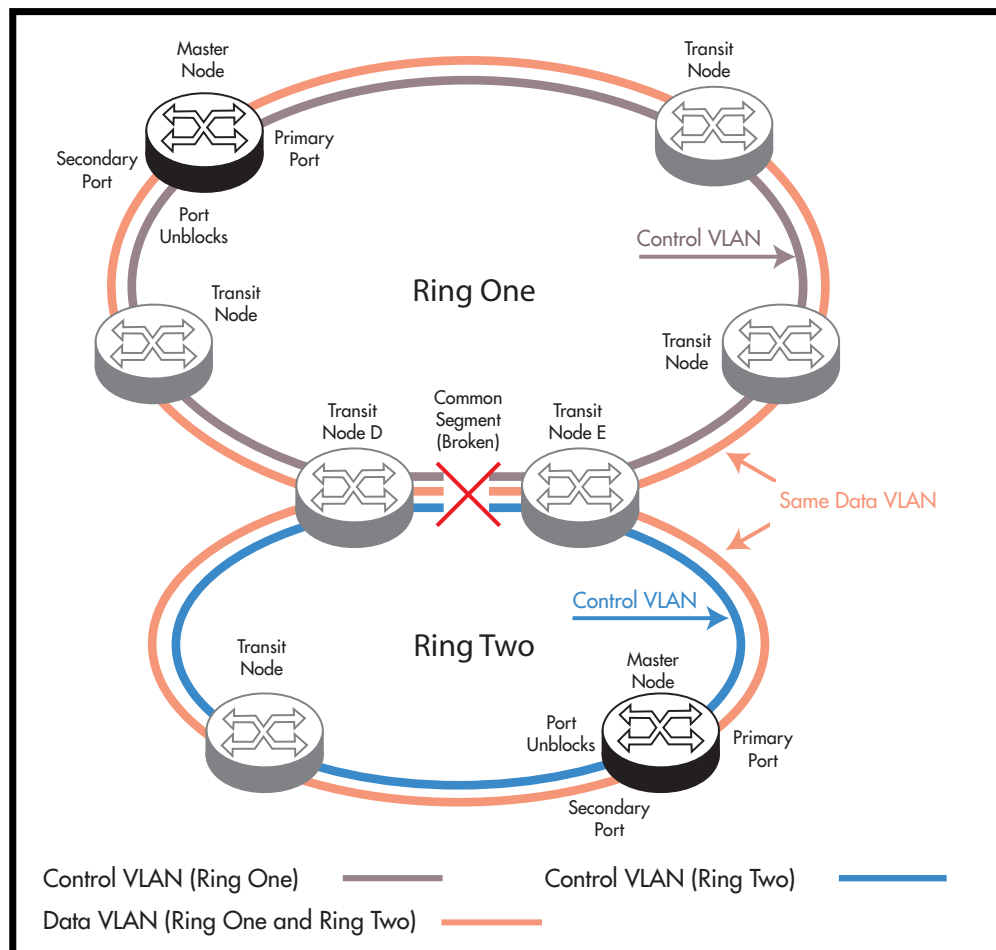 Master
Node
Transit
Node
Primary
Port
Secondary
Port
Port
Unblocks
Control VLAN
Ring One
Transit
Node
Transit
Node
Common
Segment
(Broken)
Transit
Node D
Transit
Node E
Same Data VLAN
Control VLAN
Ring Two
Transit
Node
Master
Node
Port
Unblocks
Primary
Port
Secondary
Port
Control VLAN (Ring One)
Control VLAN (Ring Two)
Data VLAN (Ring One and Ring Two)